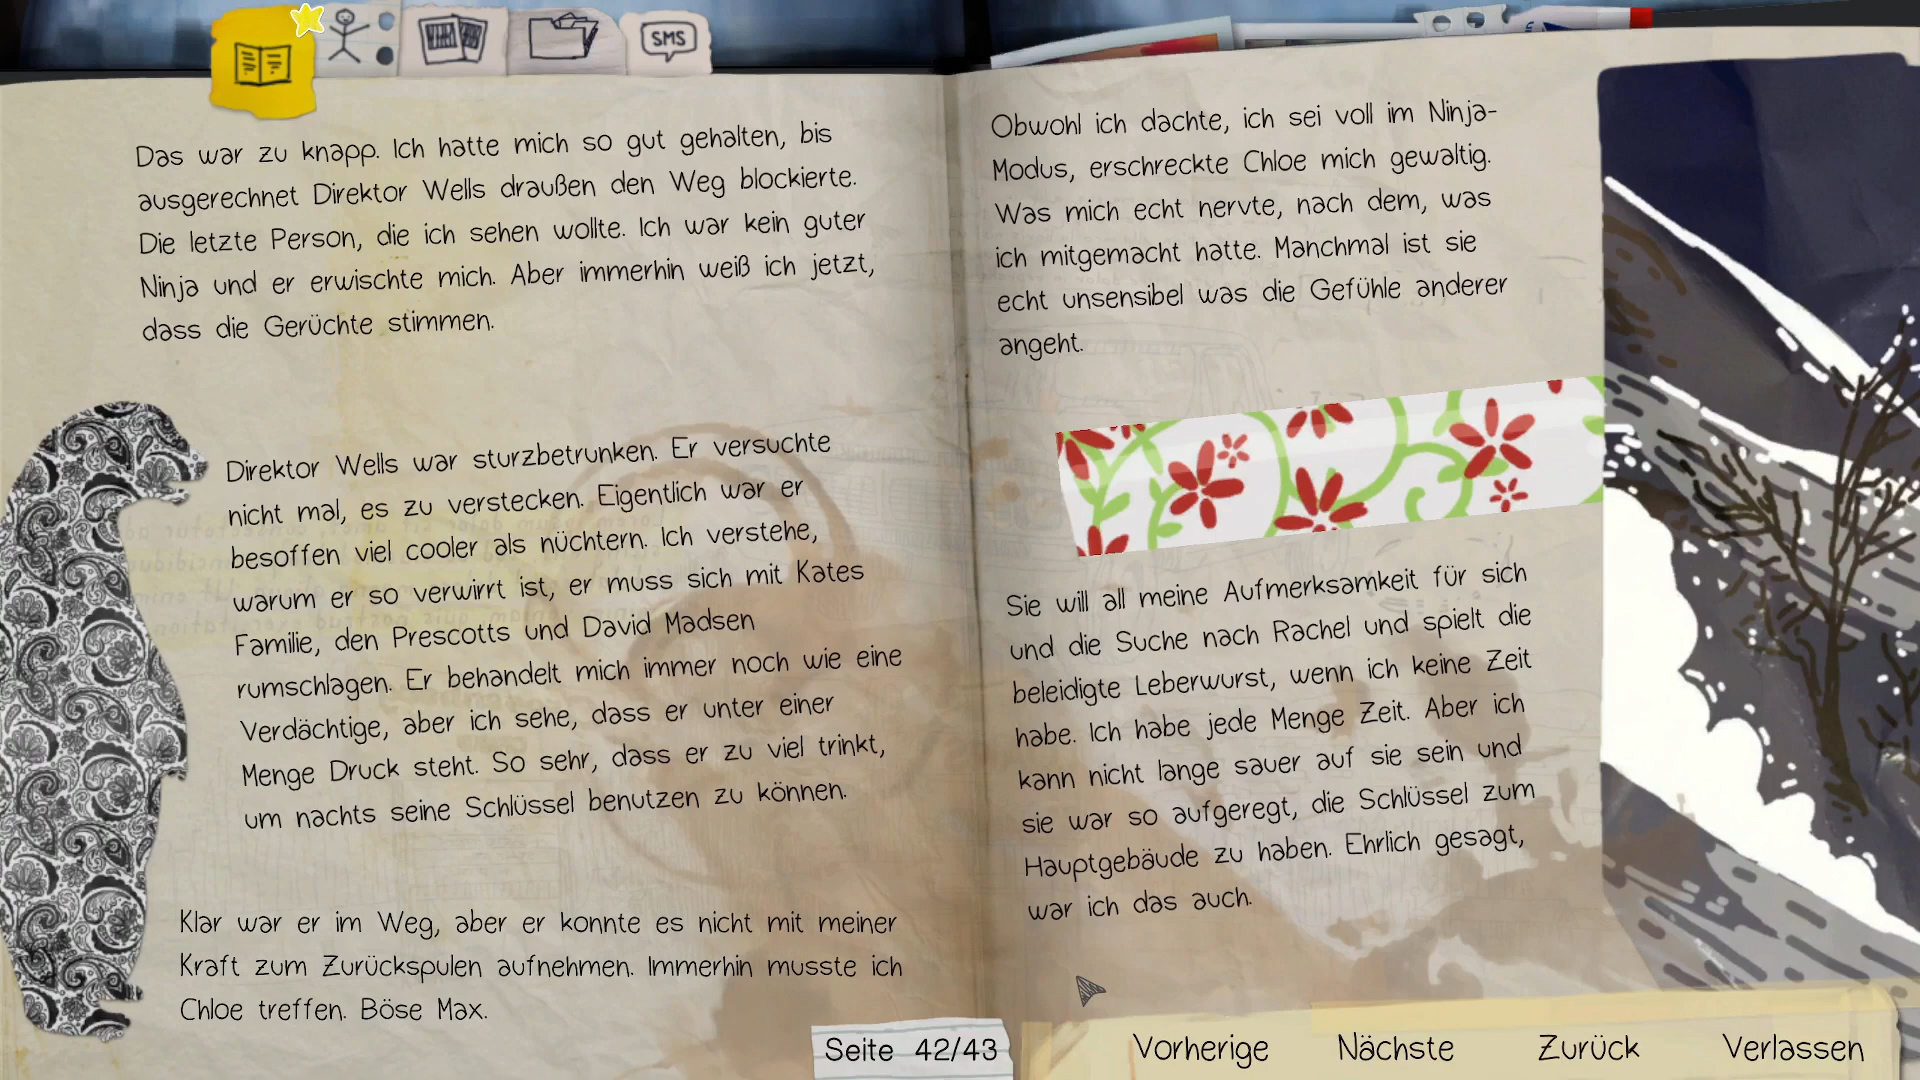 SMS
Das war zu knapp. Ich hatte mich so gut gehalten, bis
ausgerechnet Direktor Wells draußen den Weg blockierte.
Die letzte Person, die ich sehen wollte. Ich war kein guter
Ninja und er erwischte mich. Aber immerhin weiß ich jetzt,
dass die Gerüchte stimmen.
Direktor Wells war sturzbetrunken. Er versuchte
nicht mal, es zu verstecken. Eigentlich war er
besoffen viel cooler als nüchtern. Ich verstehe,
warum er so verwirrt ist, er muss sich mit Kates
Familie, den Prescotts und David Madsen
rumschlagen. Er behandelt mich immer noch wie eine
Verdächtige, aber ich sehe, dass er unter einer
Menge Druck steht. So sehr, dass er zu viel trinkt,
um nachts seine Schlüssel benutzen zu können.
Klar war er im Weg, aber er konnte es nicht mit meiner
Kraft zum Zurückspulen aufnehmen. Immerhin musste ich
Chloe treffen. Böse Max.
Obwohl ich dachte, ich sei voll im Ninja-
Modus, erschreckte Chloe mich gewaltig.
Was mich echt nervte, nach dem, was
ich mitgemacht hatte. Manchmal ist sie
echt unsensibel was die Gefühle anderer
angeht.
Sie will all meine Aufmerksamkeit für sich
und die Suche nach Rachel und spielt die
beleidigte Leberwurst, wenn ich keine Zeit
habe. Ich habe jede Menge Zeit. Aber ich
kann nicht lange sauer auf sie sein und
sie war so aufgeregt, die Schlüssel zum
Hauptgebäude zu haben. Ehrlich gesagt,
war ich das auch.
Seite 42/43
Vorherige
Nächste
Zurück
Verlassen